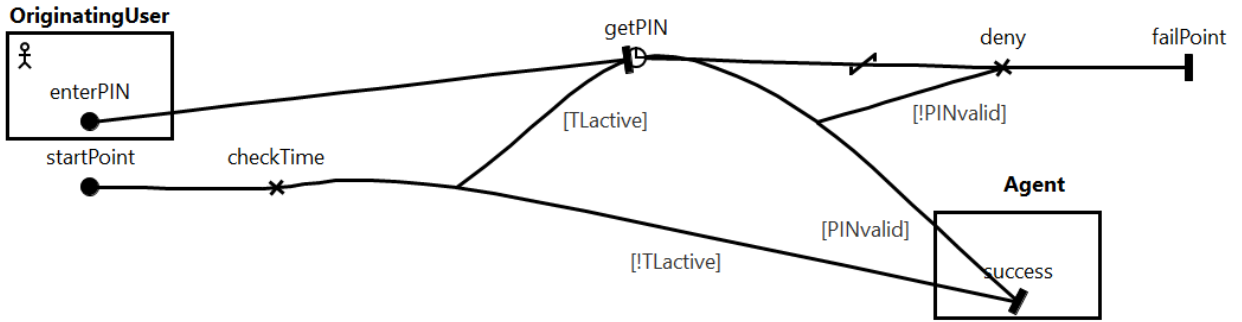 OriginatingUser
getPIN
deny
failPoint
enterPIN
[TLactive]
[!PINvalid]
startPoint
checkTime
Agent
[PINvalid]
[!TLactive]
success